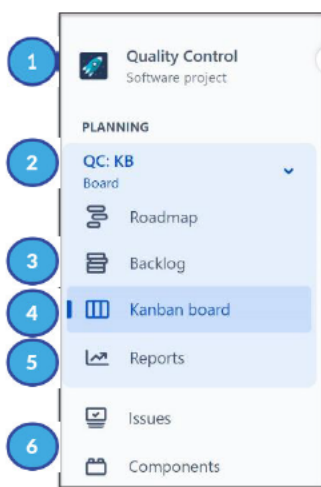 1
Quality Control
Software project
PLANNING
2
QC: KB
Board
Roadmap
3
Backlog
4
Kanban board
5
Reports
Issues
6
Components